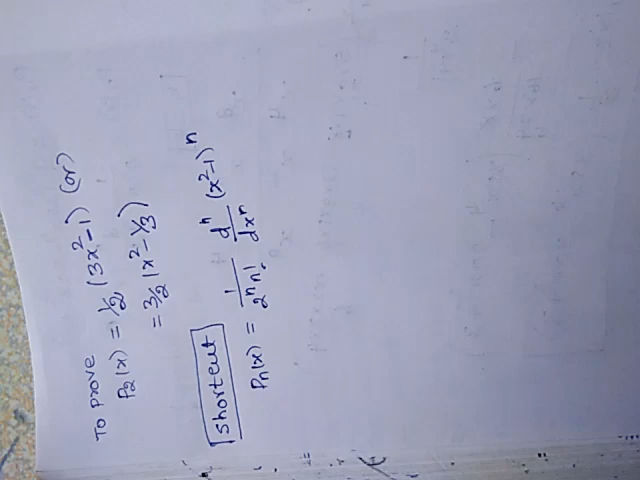 To prove
P₂(x) = ½ (3x² - 1) (or)
= 3/2 (x² - 1/3)
Shortcut
Pn(x) = 1/(2ⁿ n!) dⁿ/dxⁿ (x² - 1)ⁿ